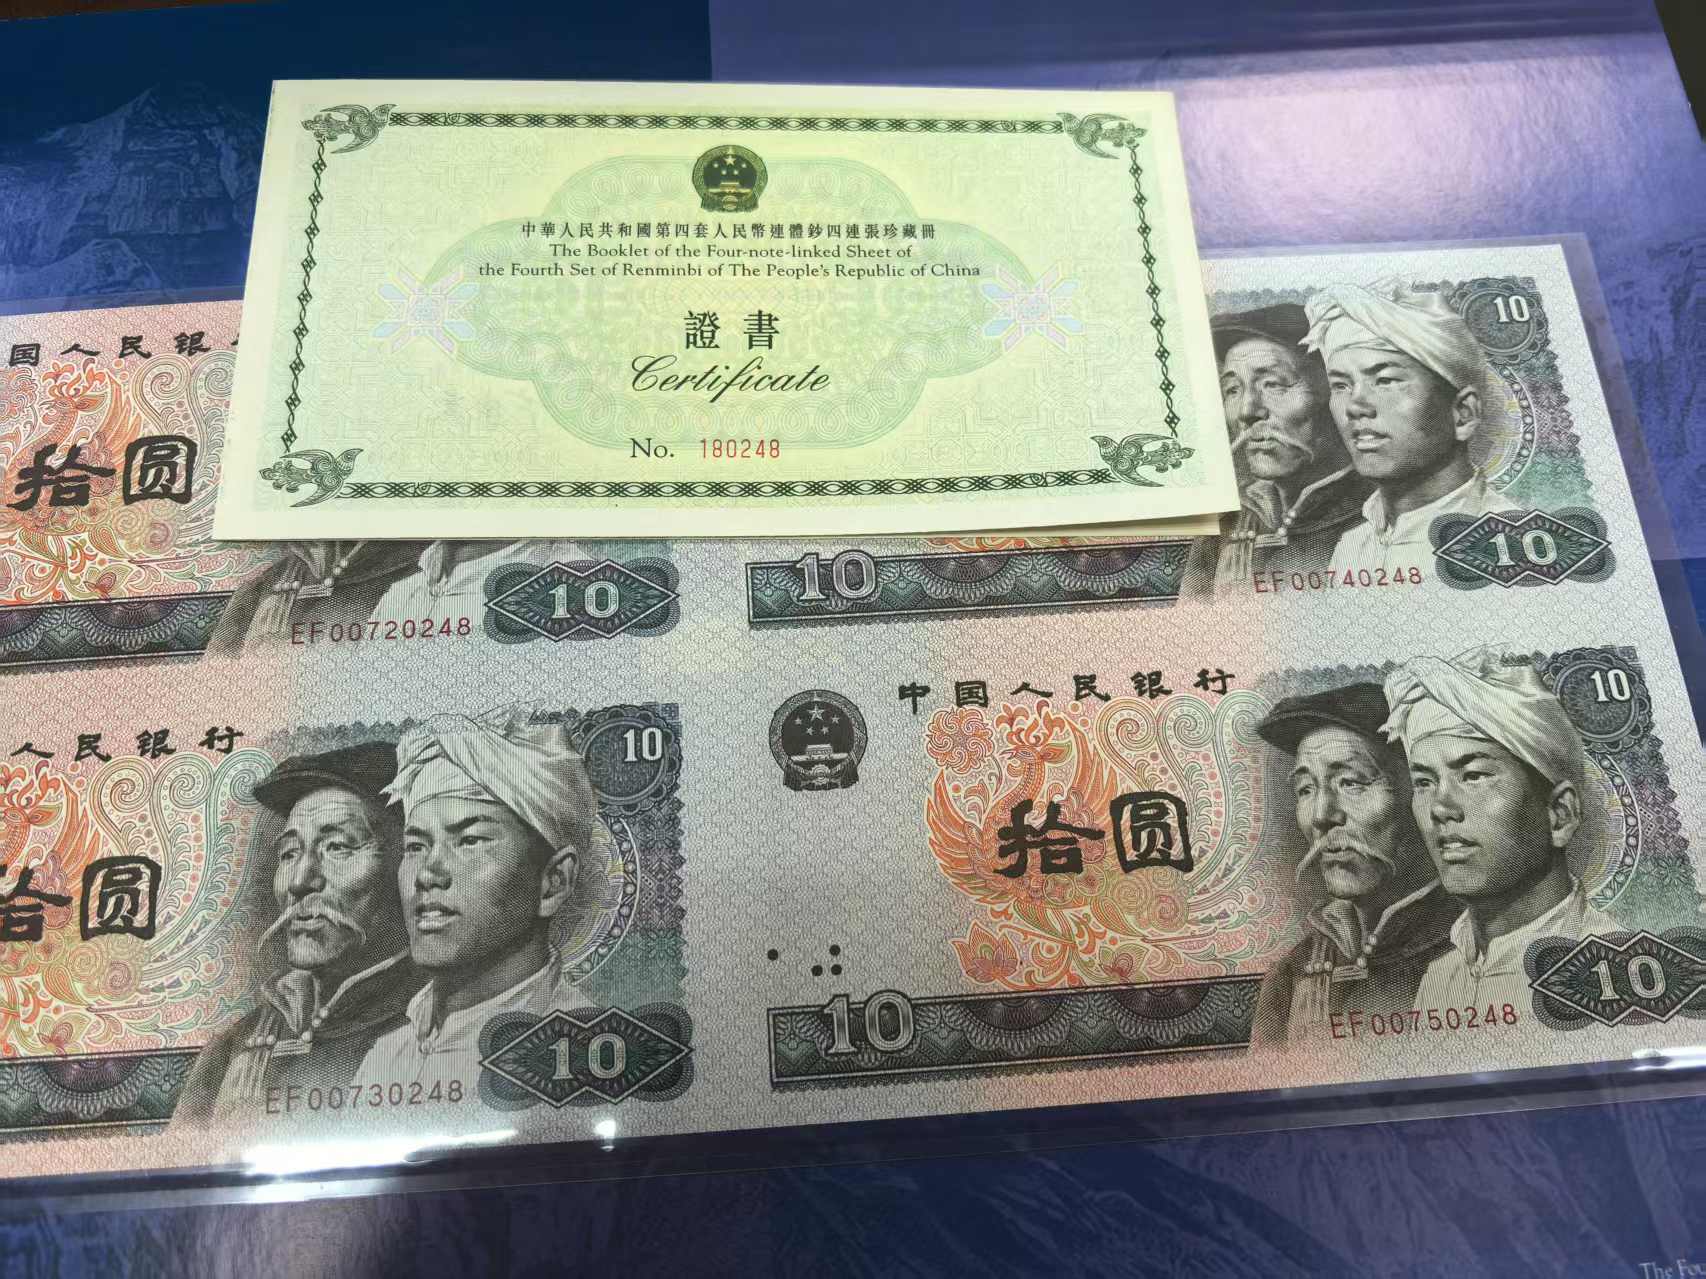 中華人民共和國第四套人民幣連體鈔四連張珍藏冊
The Booklet of the Four-note-linked Sheet of
the Fourth Set of Renminbi of The People's Republic of China
證書
Certificate
No. 180248
国人民银
拾圆
10
EF00720248
10
10
10
EF00740248
人民银行
10
拾圆
10
EF00730248
中国人民银行
10
拾圆
10
10
EF00750248
The